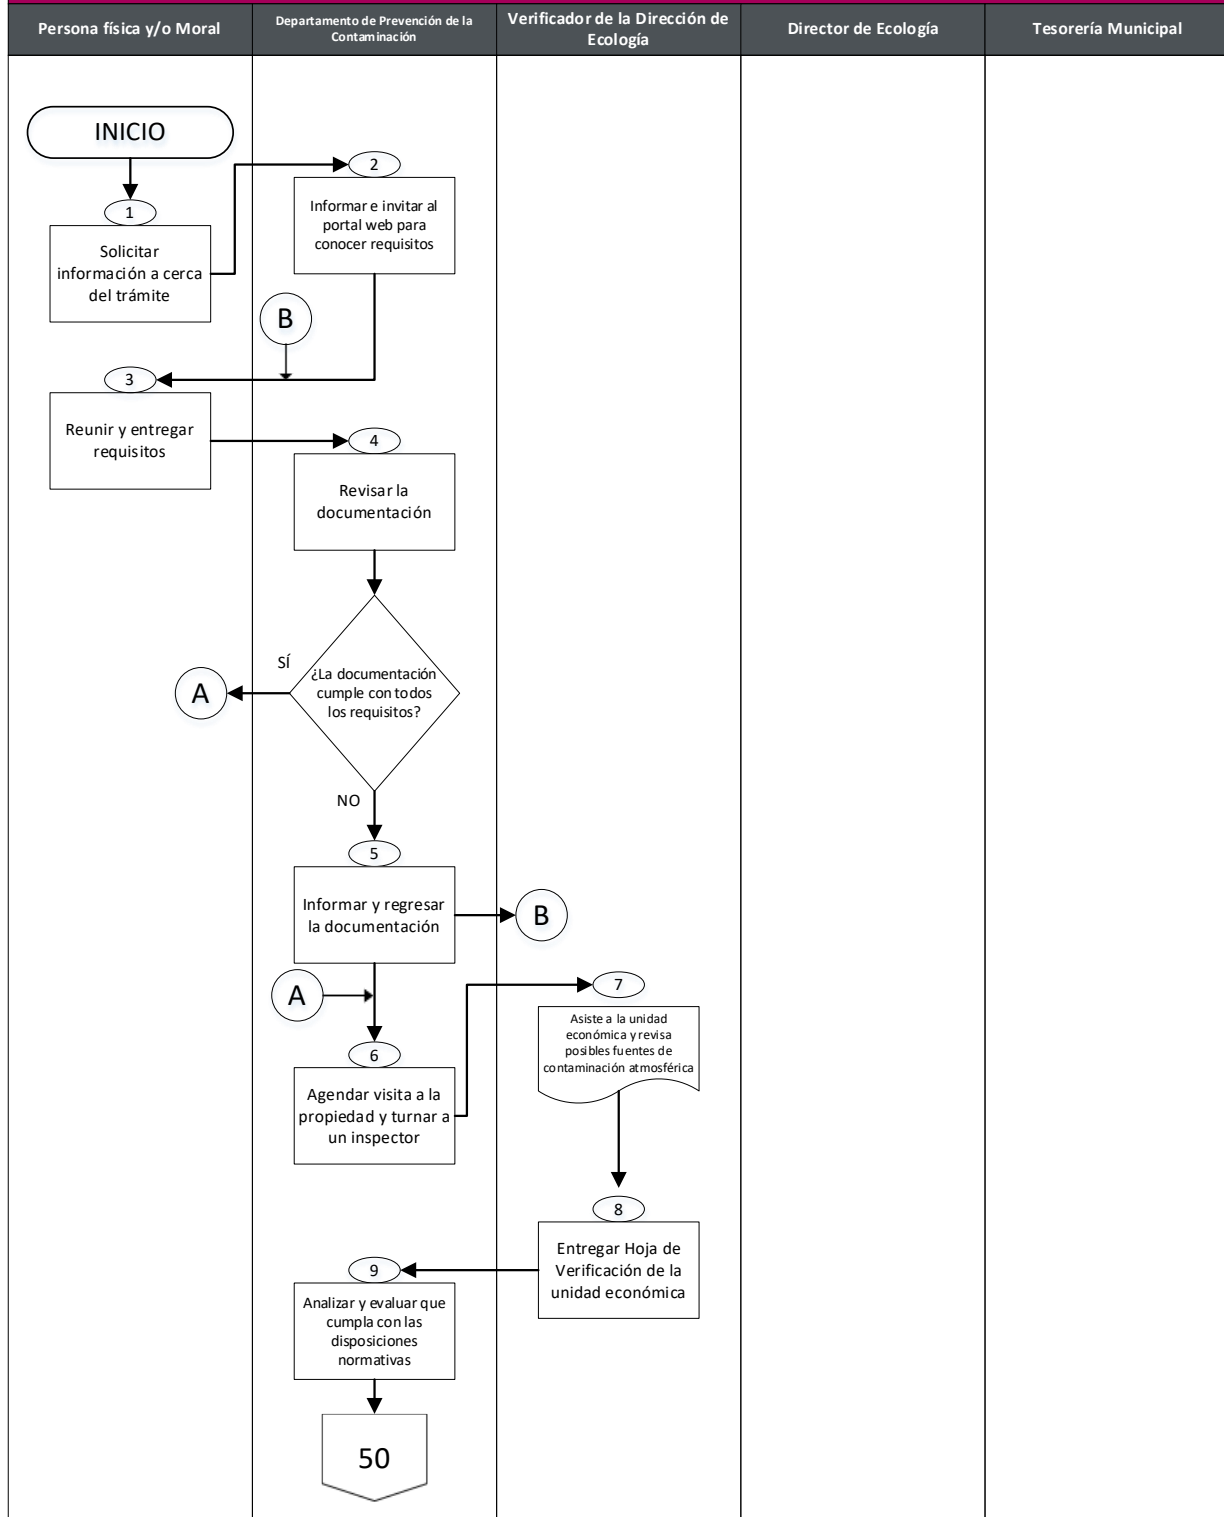 Persona física y/o Moral
Departamento de Prevención de la
Contaminación
Verificador de la Dirección de
Ecología
Director de Ecología
Tesorería Municipal
INICIO
1
Solicitar
información a cerca
del trámite
2
Informar e invitar al
portal web para
conocer requisitos
B
3
Reunir y entregar
requisitos
4
Revisar la
documentación
¿La documentación
cumple con todos
los requisitos?
SÍ
A
NO
5
Informar y regresar
la documentación
B
A
6
Agendar visita a la
propiedad y turnar a
un inspector
7
Asiste a la unidad
económica y revisa
posibles fuentes de
contaminación atmosférica
8
Entregar Hoja de
Verificación de la
unidad económica
9
Analizar y evaluar que
cumpla con las
disposiciones
normativas
50